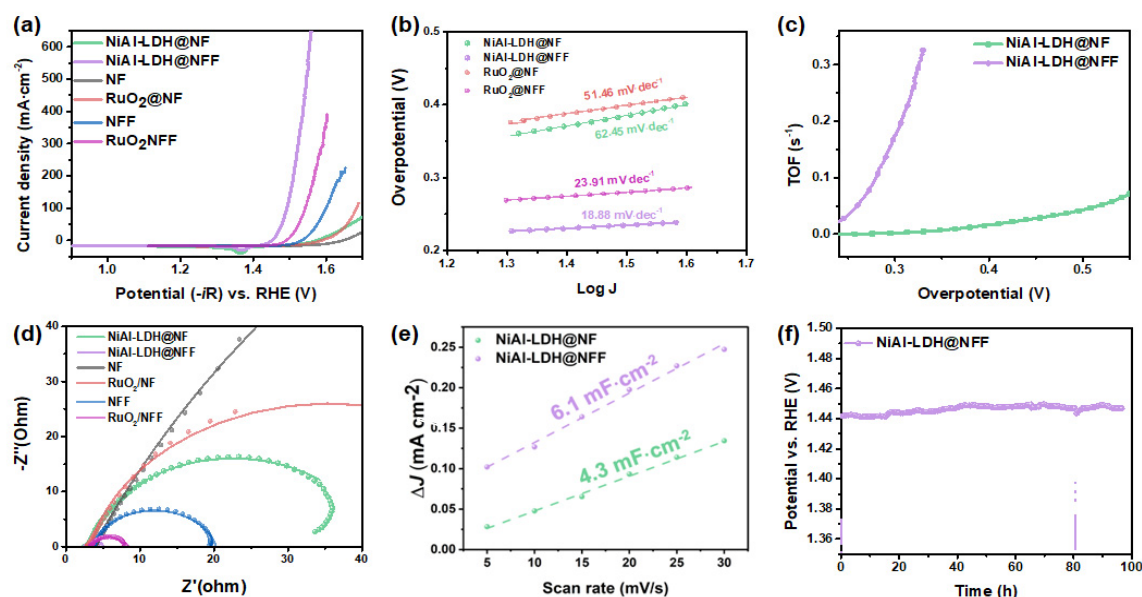 (a)
NiAl-LDH@NF
NiAl-LDH@NFF
NF
RuO2@NF
NFF
RuO2NFF
Current density (mA·cm-2)
600
500
400
300
200
100
0
1.0
1.2
1.4
1.6
Potential (-iR) vs. RHE (V)
(b)
NiAl-LDH@NF
NiAl-LDH@NFF
RuO2@NF
RuO2@NFF
51.46 mV·dec-1
62.45 mV·dec-1
23.91 mV·dec-1
18.88 mV·dec-1
Overpotential (V)
0.5
0.4
0.3
0.2
1.2
1.3
1.4
1.5
1.6
1.7
Log J
(c)
NiAl-LDH@NF
NiAl-LDH@NFF
TOF (s-1)
0.3
0.2
0.1
0.0
0.3
0.4
0.5
Overpotential (V)
(d)
NiAl-LDH@NF
NiAl-LDH@NFF
NF
RuO2/NF
NFF
RuO2/NFF
-Z''(Ohm)
40
30
20
10
0
0
10
20
30
40
Z'(ohm)
(e)
NiAl-LDH@NF
NiAl-LDH@NFF
6.1 mF·cm-2
4.3 mF·cm-2
ΔJ (mA cm-2)
0.25
0.20
0.15
0.10
0.05
0.00
5
10
15
20
25
30
Scan rate (mV/s)
(f)
NiAl-LDH@NFF
Potential vs. RHE (V)
1.50
1.48
1.46
1.44
1.42
1.40
1.38
1.36
0
20
40
60
80
100
Time (h)